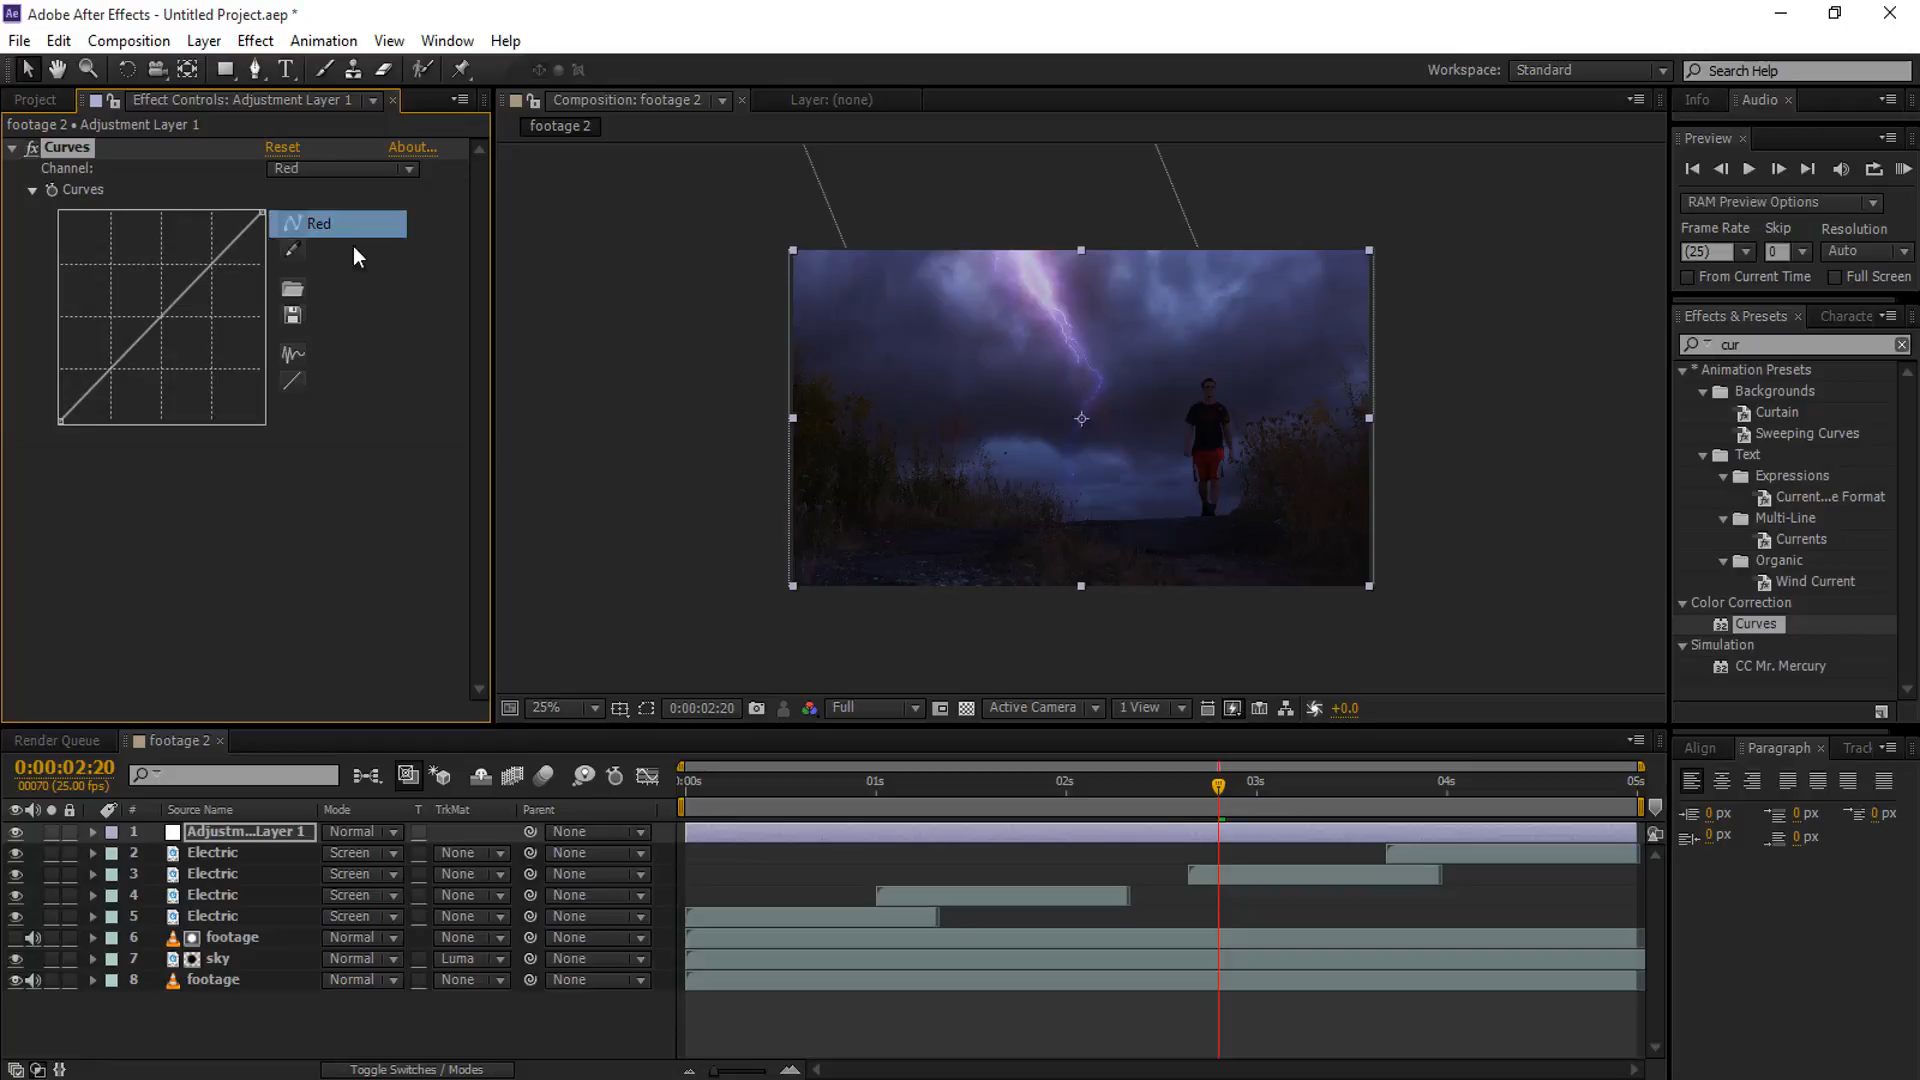 Adobe After Effects - Untitled Project.aep *
File Edit Composition Layer Effect Animation View Window Help
Workspace: Standard Search Help
Project Effect Controls: Adjustment Layer 1 Composition: footage 2 Layer: (none) Info Audio
footage 2 • Adjustment Layer 1 footage 2
fx Curves Reset About...
Channel: Red
Curves
Red
Preview
RAM Preview Options
Frame Rate Skip Resolution
(25) 0 Auto
From Current Time Full Screen
Effects & Presets Characte
cur
* Animation Presets
Backgrounds
Curtain
Sweeping Curves
Text
Expressions
Current...e Format
Multi-Line
Currents
Organic
Wind Current
Color Correction
32 Curves
Simulation
32 CC Mr. Mercury
25% 0:00:02:20 Full Active Camera 1 View +0.0
Render Queue footage 2 Align Paragraph Track
0:00:02:20
00070 (25.00 fps)
):00s 01s 02s 03s 04s 05s
# Source Name Mode T TrkMat Parent
1 Adjustm...Layer 1 Normal None
2 Electric Screen None None
3 Electric Screen None None
4 Electric Screen None None
5 Electric Screen None None
6 footage Normal None None
7 sky Normal Luma None
8 footage Normal None None
0 px 0 px 0 px
0 px 0 px
Toggle Switches / Modes